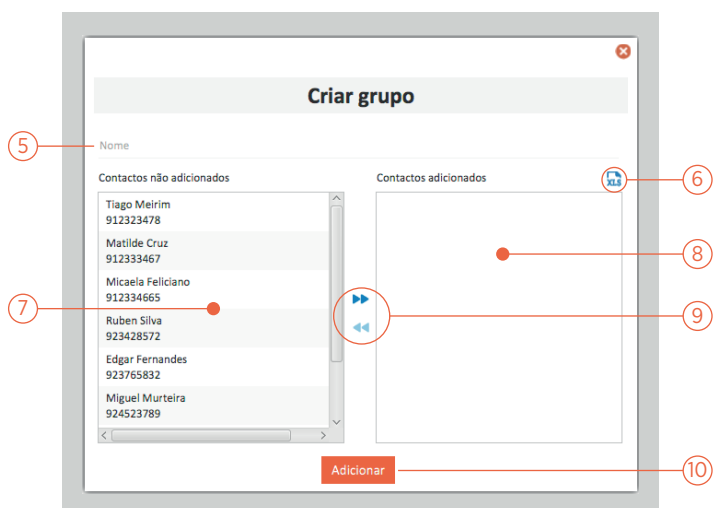 Criar grupo
5
Nome
Contactos não adicionados
Contactos adicionados
XLS
6
Tiago Meirim
912323478
Matilde Cruz
912333467
8
Micaela Feliciano
912334665
7
9
Ruben Silva
923428572
Edgar Fernandes
923765832
Miguel Murteira
924523789
Adicionar
10